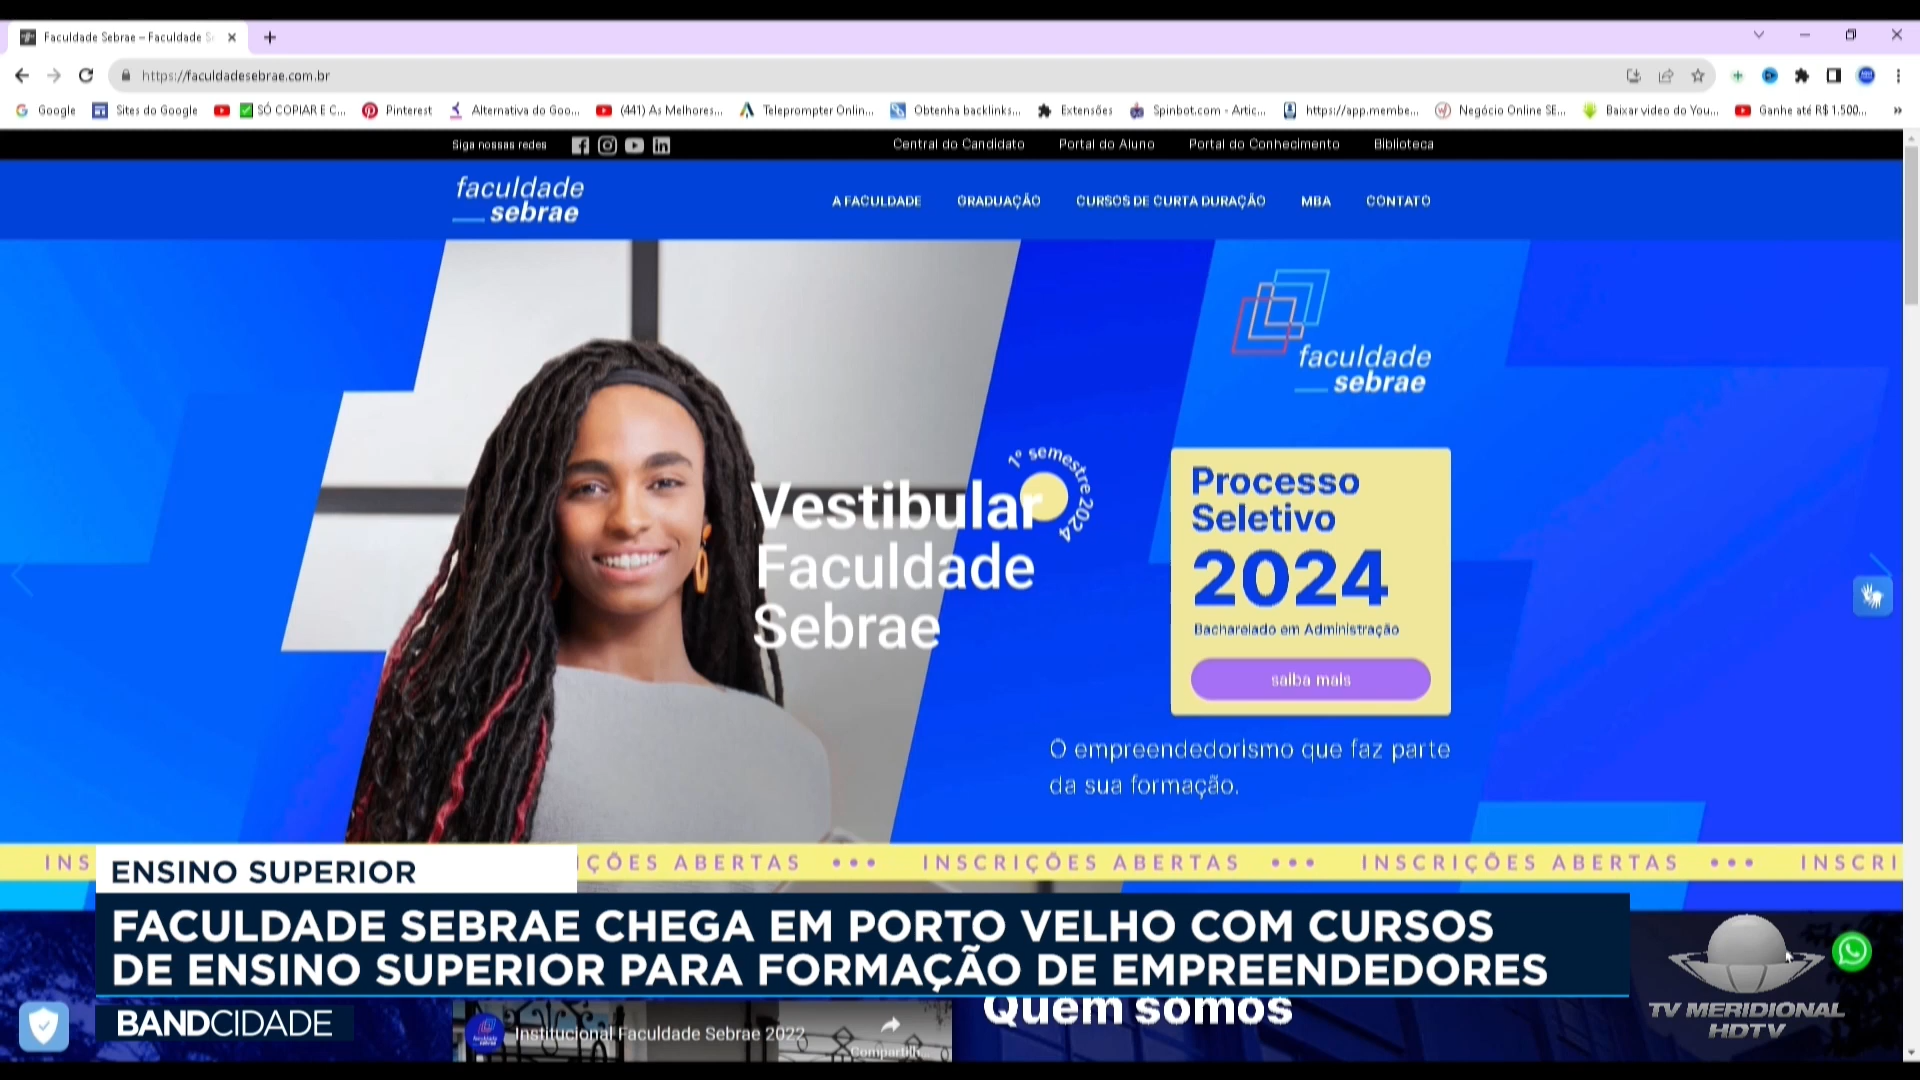 Faculdade Sebrae – Faculdade S
https://faculdadesebrae.com.br
Google
Sites do Google
SÓ COPIAR E C...
Pinterest
Alternativa do Goo...
(441) As Melhores...
Teleprompter Onlin...
Obtenha backlinks...
Extensões
Spinbot.com - Artic...
https://app.membe...
Negócio Online SE...
Baixar video do You...
Ganhe até R$ 1.500...
Siga nossas redes
Central do Candidato
Portal do Aluno
Portal do Conhecimento
Biblioteca
faculdade
sebrae
A FACULDADE
GRADUAÇÃO
CURSOS DE CURTA DURAÇÃO
MBA
CONTATO
faculdade
sebrae
1º semestre 2024
Vestibular
Faculdade
Sebrae
Processo
Seletivo
2024
Bacharelado em Administração
saiba mais
O empreendedorismo que faz parte
da sua formação.
INS
ÇÕES ABERTAS ••• INSCRIÇÕES ABERTAS ••• INSCRIÇÕES ABERTAS ••• INSCRI
ENSINO SUPERIOR
FACULDADE SEBRAE CHEGA EM PORTO VELHO COM CURSOS
DE ENSINO SUPERIOR PARA FORMAÇÃO DE EMPREENDEDORES
BANDCIDADE
Institucional Faculdade Sebrae 2022
Compartilh...
Quem somos
TV MERIDIONAL
HDTV